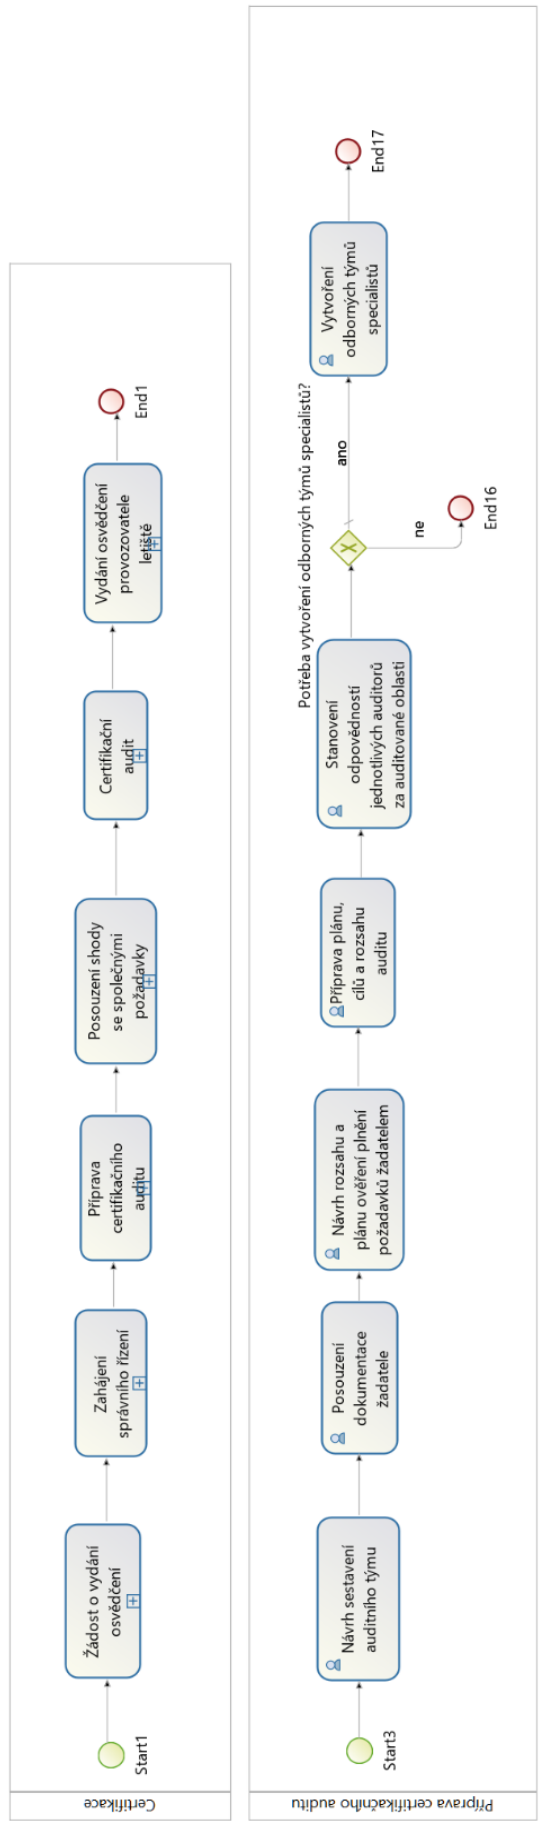 Certifikace
Start1
Žádost o vydání
osvědčení
Zahájení
správního řízení
Příprava
certifikačního
auditu
Posouzení shody
se společnými
požadavky
Certifikační
audit
Vydání osvědčení
provozovatele
letiště
End1
Příprava certifikačního auditu
Start3
Návrh sestavení
auditního týmu
Posouzení
dokumentace
žadatele
Návrh rozsahu a
plánu ověření plnění
požadavků žadatelem
Příprava plánu,
cílů a rozsahu
auditu
Stanovení
odpovědností
jednotlivých auditorů
za auditované oblasti
Potřeba vytvoření odborných týmů specialistů?
ano
ne
End16
Vytvoření
odborných týmů
specialistů
End17